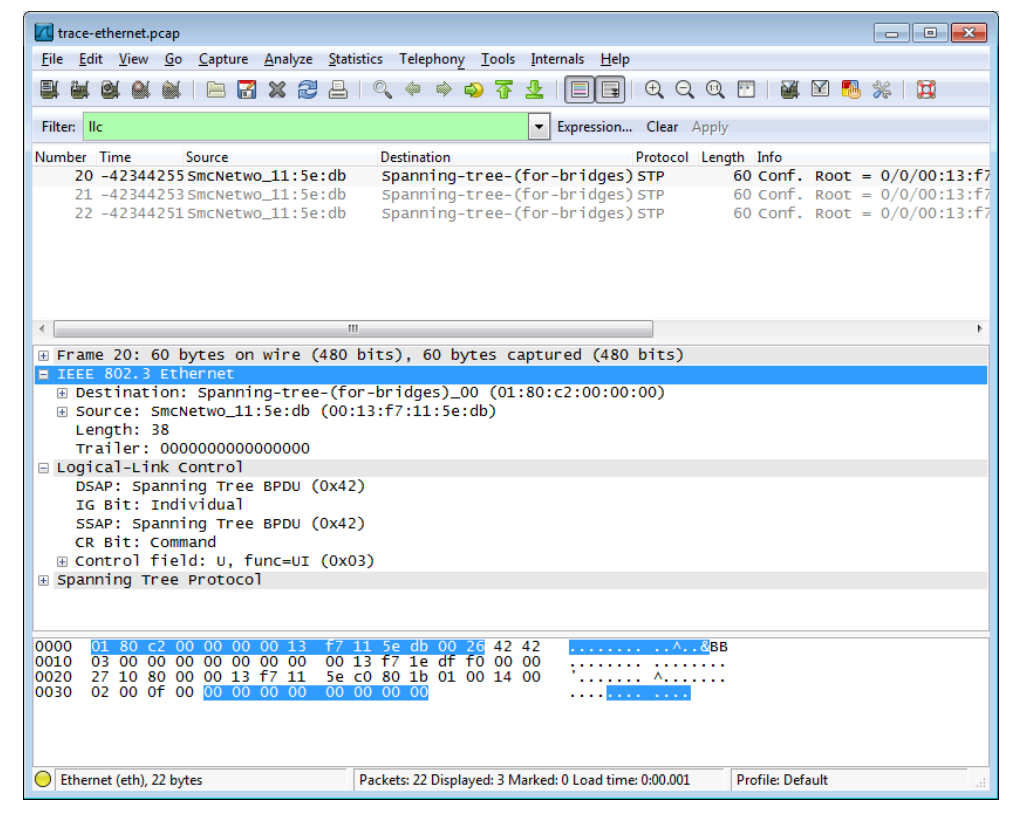 trace-ethernet.pcap
File Edit View Go Capture Analyze Statistics Telephony Tools Internals Help
Filter: llc Expression... Clear Apply
Number Time Source Destination Protocol Length Info
20 -42344255 SmcNetwo_11:5e:db Spanning-tree-(for-bridges) STP 60 Conf. Root = 0/0/00:13:f7
21 -42344253 SmcNetwo_11:5e:db Spanning-tree-(for-bridges) STP 60 Conf. Root = 0/0/00:13:f7
22 -42344251 SmcNetwo_11:5e:db Spanning-tree-(for-bridges) STP 60 Conf. Root = 0/0/00:13:f7
Frame 20: 60 bytes on wire (480 bits), 60 bytes captured (480 bits)
IEEE 802.3 Ethernet
Destination: Spanning-tree-(for-bridges)_00 (01:80:c2:00:00:00)
Source: SmcNetwo_11:5e:db (00:13:f7:11:5e:db)
Length: 38
Trailer: 0000000000000000
Logical-Link Control
DSAP: Spanning Tree BPDU (0x42)
IG Bit: Individual
SSAP: Spanning Tree BPDU (0x42)
CR Bit: Command
Control field: U, func=UI (0x03)
Spanning Tree Protocol
0000 01 80 c2 00 00 00 00 13 f7 11 5e db 00 26 42 42 ........ ..^..&BB
0010 03 00 00 00 00 00 00 00 00 13 f7 1e df f0 00 00 ........ ........
0020 27 10 80 00 00 13 f7 11 5e c0 80 1b 01 00 14 00 '....... ^.......
0030 02 00 0f 00 00 00 00 00 00 00 00 00 ........ ....
Ethernet (eth), 22 bytes Packets: 22 Displayed: 3 Marked: 0 Load time: 0:00.001 Profile: Default